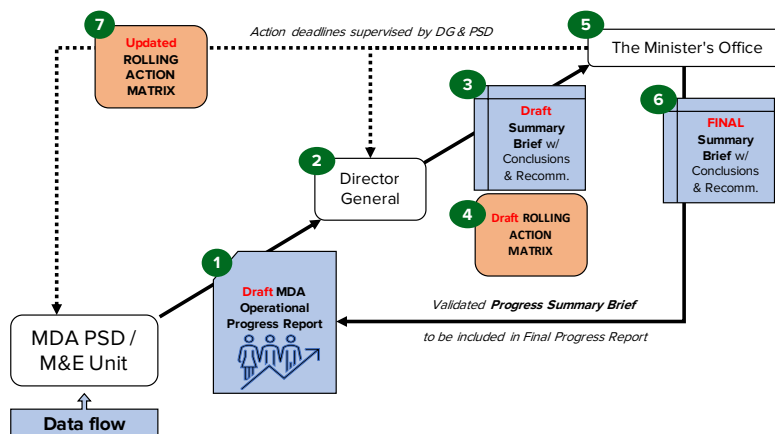 7
Updated
ROLLING
ACTION
MATRIX
Action deadlines supervised by DG & PSD
5
The Minister's Office
3
Draft
Summary
Brief w/
Conclusions
& Recomm.
6
FINAL
Summary
Brief w/
Conclusions
& Recomm.
2
Director
General
4
Draft ROLLING
ACTION
MATRIX
1
Draft MDA
Operational
Progress Report
Validated Progress Summary Brief
to be included in Final Progress Report
MDA PSD /
M&E Unit
Data flow